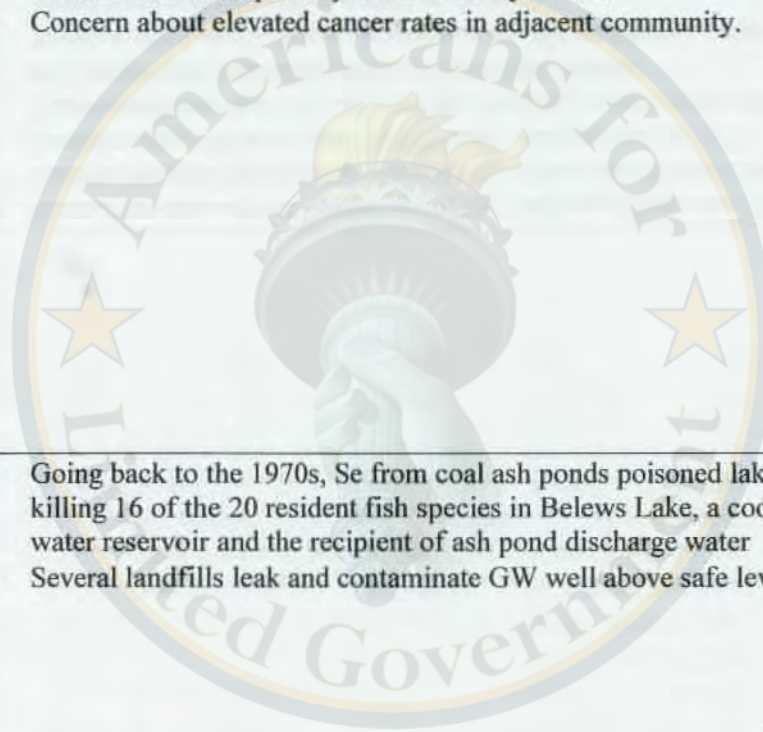 Concern about elevated cancer rates in adjacent community.
Americans for
Limited Government
Going back to the 1970s, Se from coal ash ponds poisoned
killing 16 of the 20 resident fish species in Belews Lake, a
water reservoir and the recipient of ash pond discharge water
Several landfills leak and contaminate GW well above safe